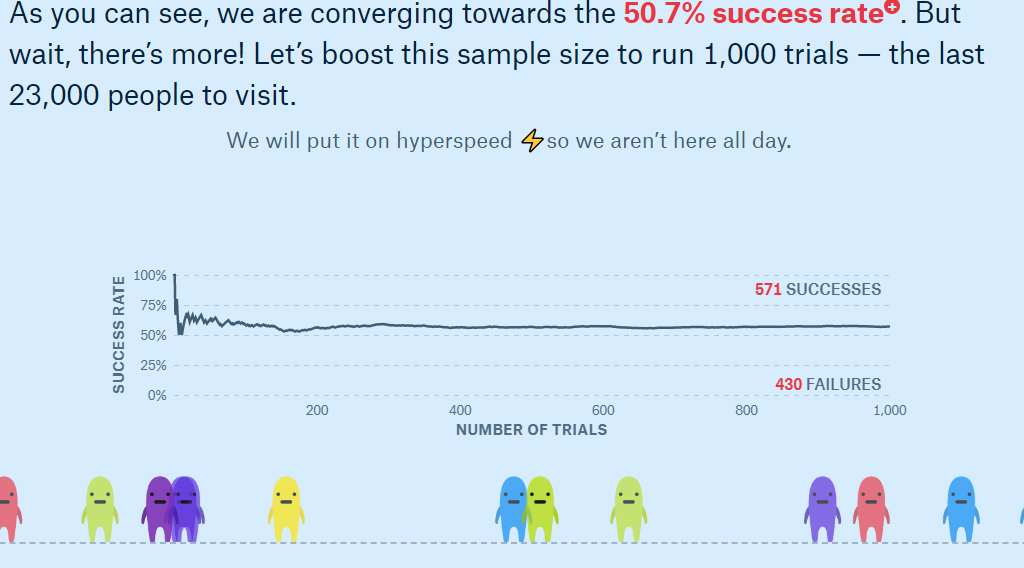 As you can see, we are converging towards the 50.7% success rate+. But
wait, there’s more! Let’s boost this sample size to run 1,000 trials — the last
23,000 people to visit.
We will put it on hyperspeed ⚡so we aren’t here all day.
SUCCESS RATE
100%
75%
50%
25%
0%
571 SUCCESSES
430 FAILURES
200 400 600 800 1,000
NUMBER OF TRIALS